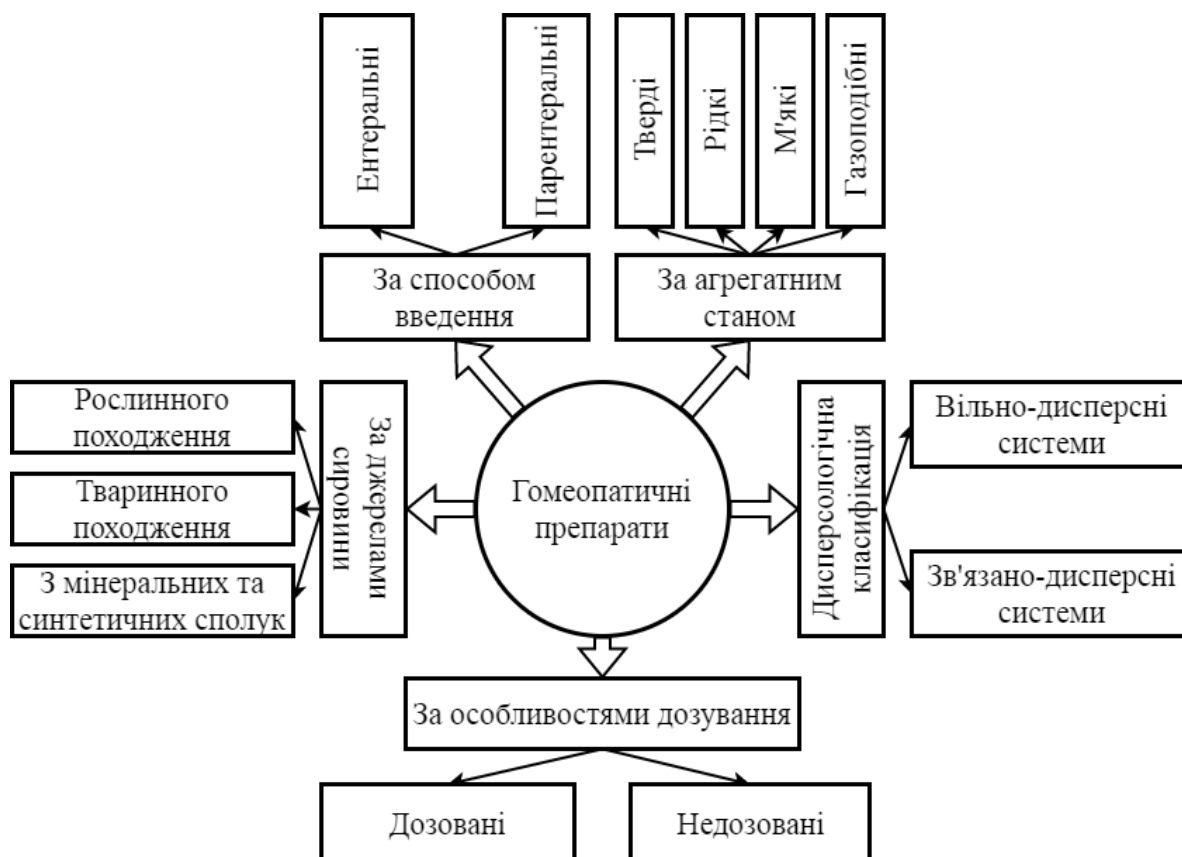 Ентеральні
Парентеральні
Тверді
Рідкі
М'які
Газоподібні
За способом
введення
За агрегатним
станом
Рослинного
походження
Тваринного
походження
З мінеральних та
синтетичних сполук
За джерелами
сировини
Гомеопатичні
препарати
Дисперсологічна
класифікація
Вільно-дисперсні
системи
Зв'язано-дисперсні
системи
За особливостями дозування
Дозовані
Недозовані